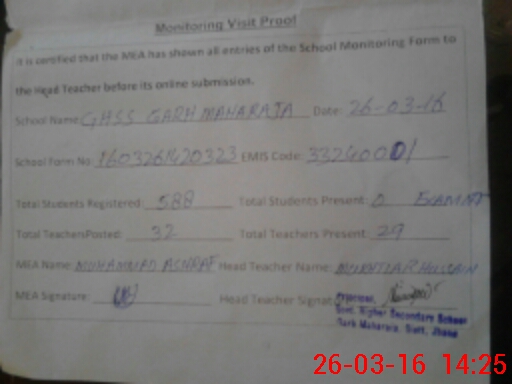 Monitoring Visit Proof
It is certified that the MEA has shown all entries of the School Monitoring Form to
the Head Teacher before its online submission.
School Name: GHSS GARH MAHARAJA Date: 26-03-16
School Form No: EMIS Code: 33240001
Total Students Registered: 588 Total Students Present: 0 EXAM
Total Teachers Posted: 32 Total Teachers Present: 29
MEA Name: MUHAMMAD ASHRAF Head Teacher Name: MUKHTIAR HUSSAIN
MEA Signature: Head Teacher Signat
Principal,
Govt. Higher Secondary School
Garh Maharaja, Distt. Jhang
26-03-16 14:25